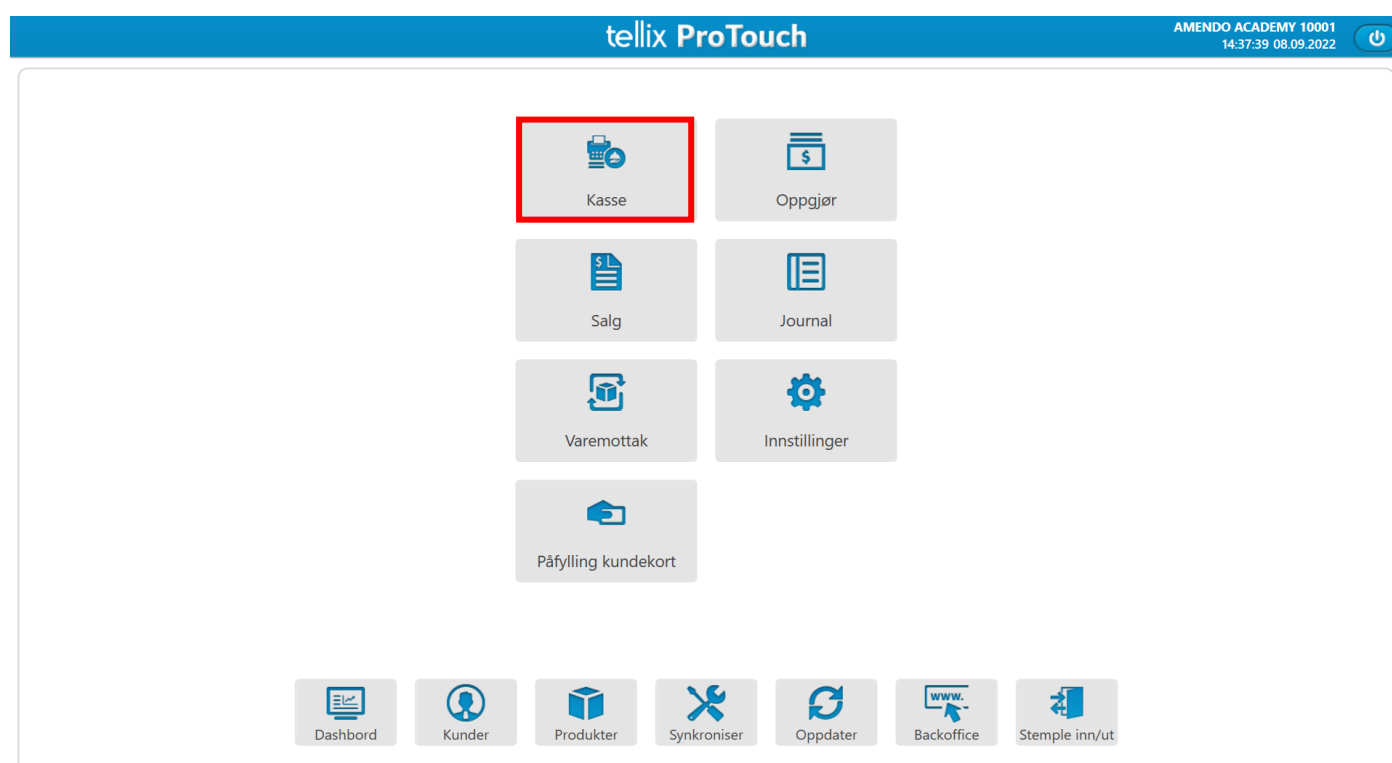 tellix ProTouch
AMENDO ACADEMY 10001
14:37:39 08.09.2022
$
Kasse
Oppgjør
$
Salg
Journal
Varemottak
Innstillinger
Påfylling kundekort
www.
Dashbord
Kunder
Produkter
Synkroniser
Oppdater
Backoffice
Stemple inn/ut